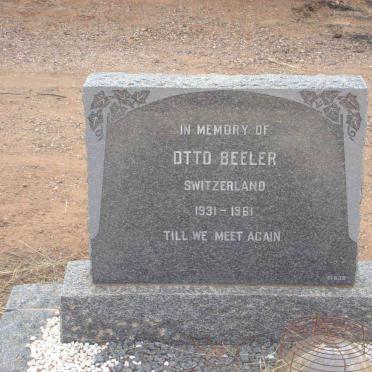 IN MEMORY OF
OTTO BEELER
SWITZERLAND
1931 - 1961
TILL WE MEET AGAIN